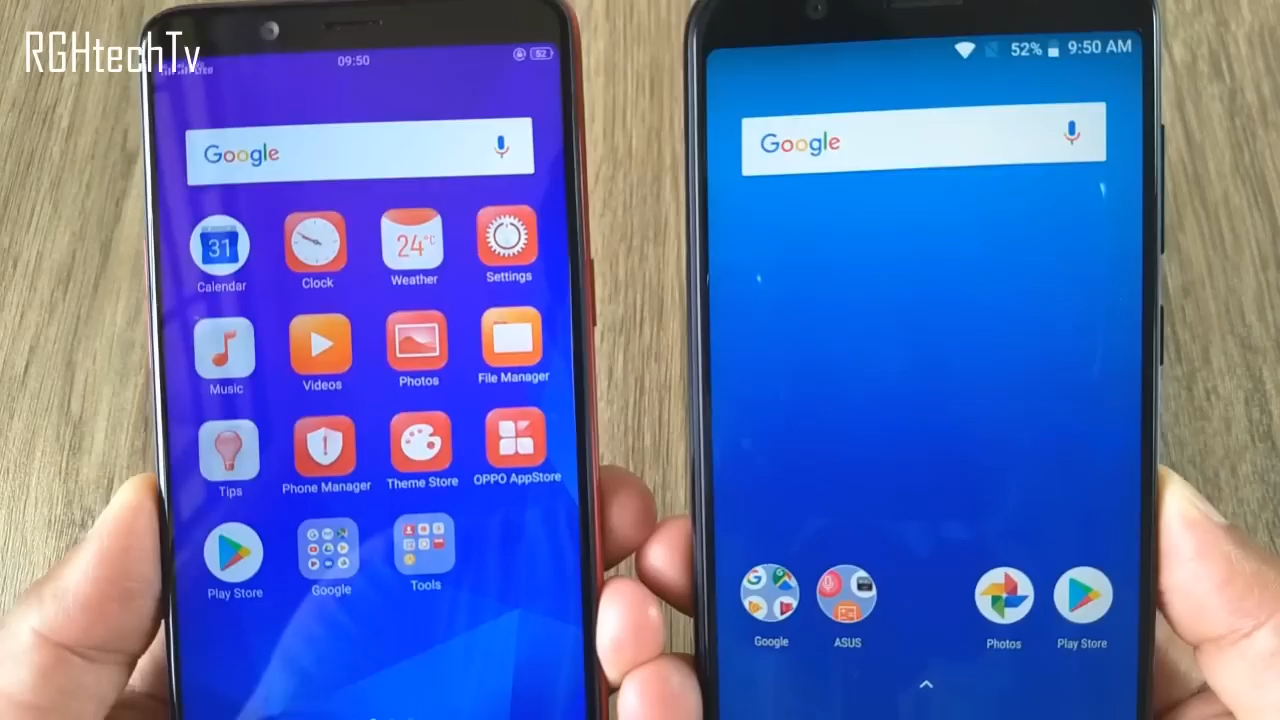 RGHtechTv
09:50
52
Google
31
24°C
Calendar
Clock
Weather
Settings
Music
Videos
Photos
File Manager
Tips
Phone Manager
Theme Store
OPPO AppStore
Play Store
Google
Tools
52% 9:50 AM
Google
Google
ASUS
Photos
Play Store